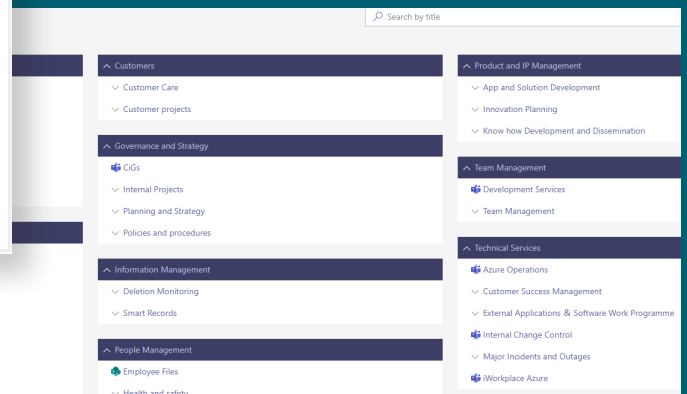 Search by title
Customers
Customer Care
Customer projects
Governance and Strategy
CiGs
Internal Projects
Planning and Strategy
Policies and procedures
Information Management
Deletion Monitoring
Smart Records
People Management
Employee Files
Health and safety
Product and IP Management
App and Solution Development
Innovation Planning
Know how Development and Dissemination
Team Management
Development Services
Team Management
Technical Services
Azure Operations
Customer Success Management
External Applications & Software Work Programme
Internal Change Control
Major Incidents and Outages
iWorkplace Azure